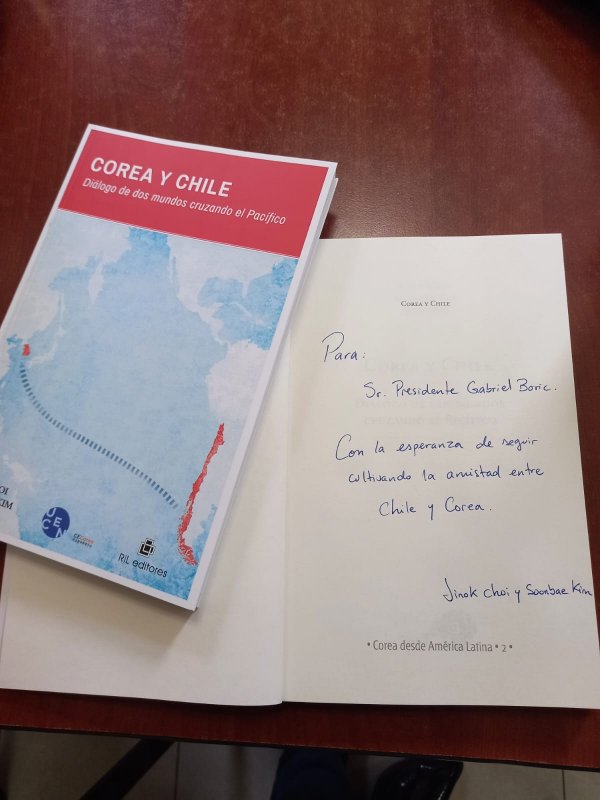 COREA Y CHILE
Diálogo de dos mundos cruzando el Pacífico
UCEN
RIL editores
COREA Y CHILE
Para:
Sr. Presidente Gabriel Boric.
Con la esperanza de seguir
cultivando la amistad entre
Chile y Corea.
Jinok Choi y Soonbae Kim
• Corea desde América Latina • 2 •